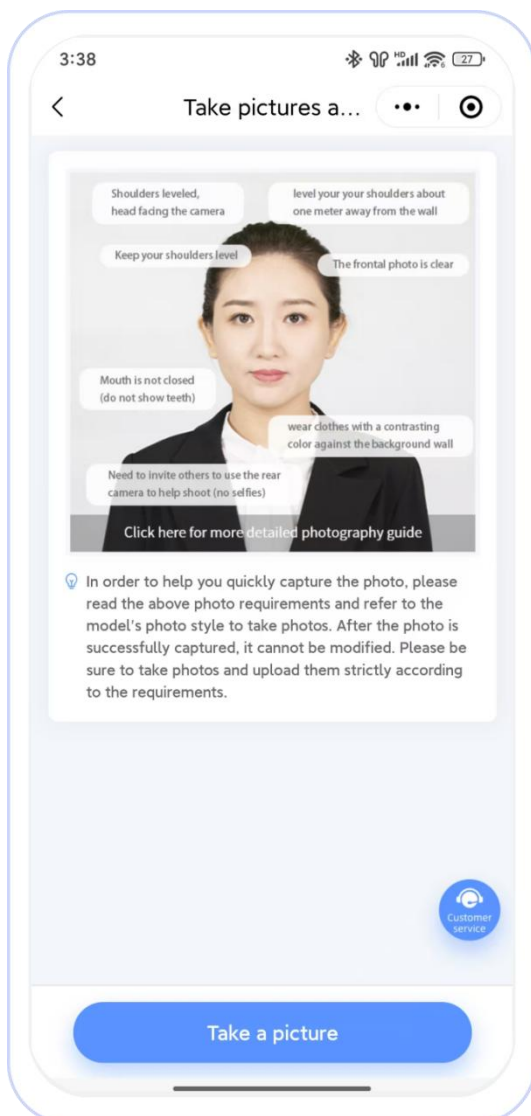 3:38
HD
6
27
Take pictures a...
Shoulders leveled,
head facing the camera
level your your shoulders about
one meter away from the wall
Keep your shoulders level
The frontal photo is clear
Mouth is not closed
(do not show teeth)
wear clothes with a contrasting
color against the background wall
Need to invite others to use the rear
camera to help shoot (no selfies)
Click here for more detailed photography guide
In order to help you quickly capture the photo, please
read the above photo requirements and refer to the
model's photo style to take photos. After the photo is
successfully captured, it cannot be modified. Please be
sure to take photos and upload them strictly according
to the requirements.
Customer
service
Take a picture